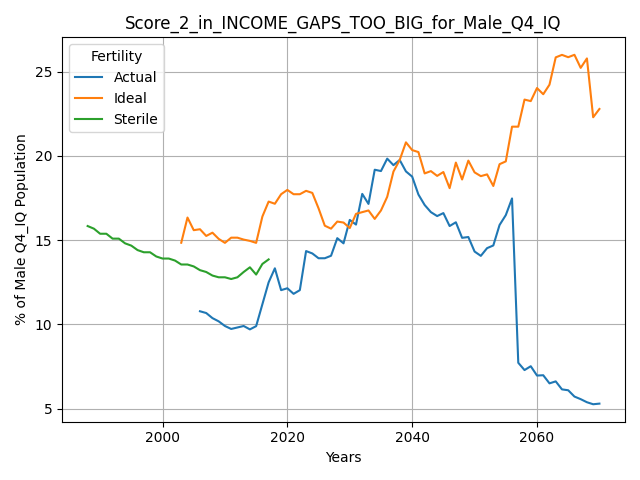 Score_2_in_INCOME_GAPS_TOO_BIG_for_Male_Q4_IQ
Fertility
Actual
Ideal
Sterile
% of Male Q4_IQ Population
25
20
15
10
5
2000 2020 2040 2060
Years